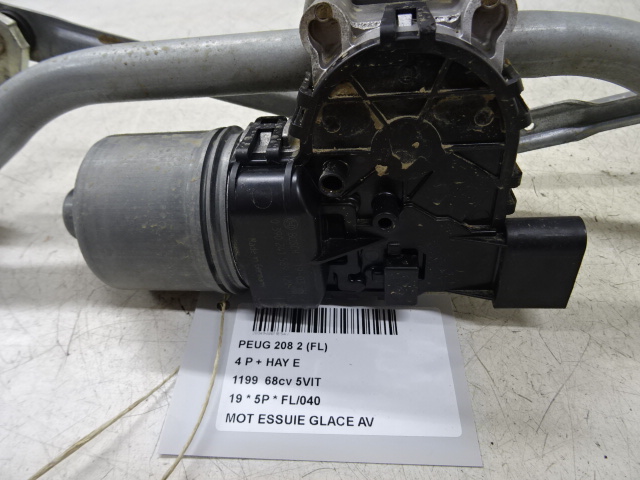 PEUG 208 2 (FL)
4 P + HAY E
1199 68cv 5VIT
19 * 5P * FL/040
MOT ESSUIE GLACE AV